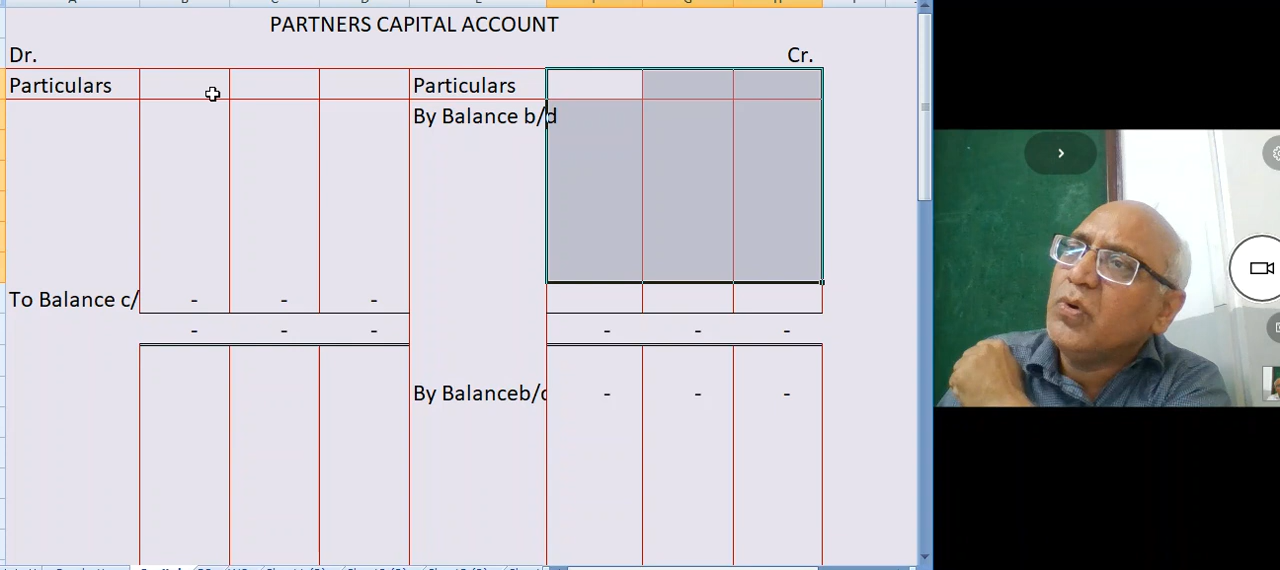 PARTNERS CAPITAL ACCOUNT
Dr. Cr.
Particulars Particulars
By Balance b/d
To Balance c/ - - -
- - - - - -
By Balanceb/ - - -